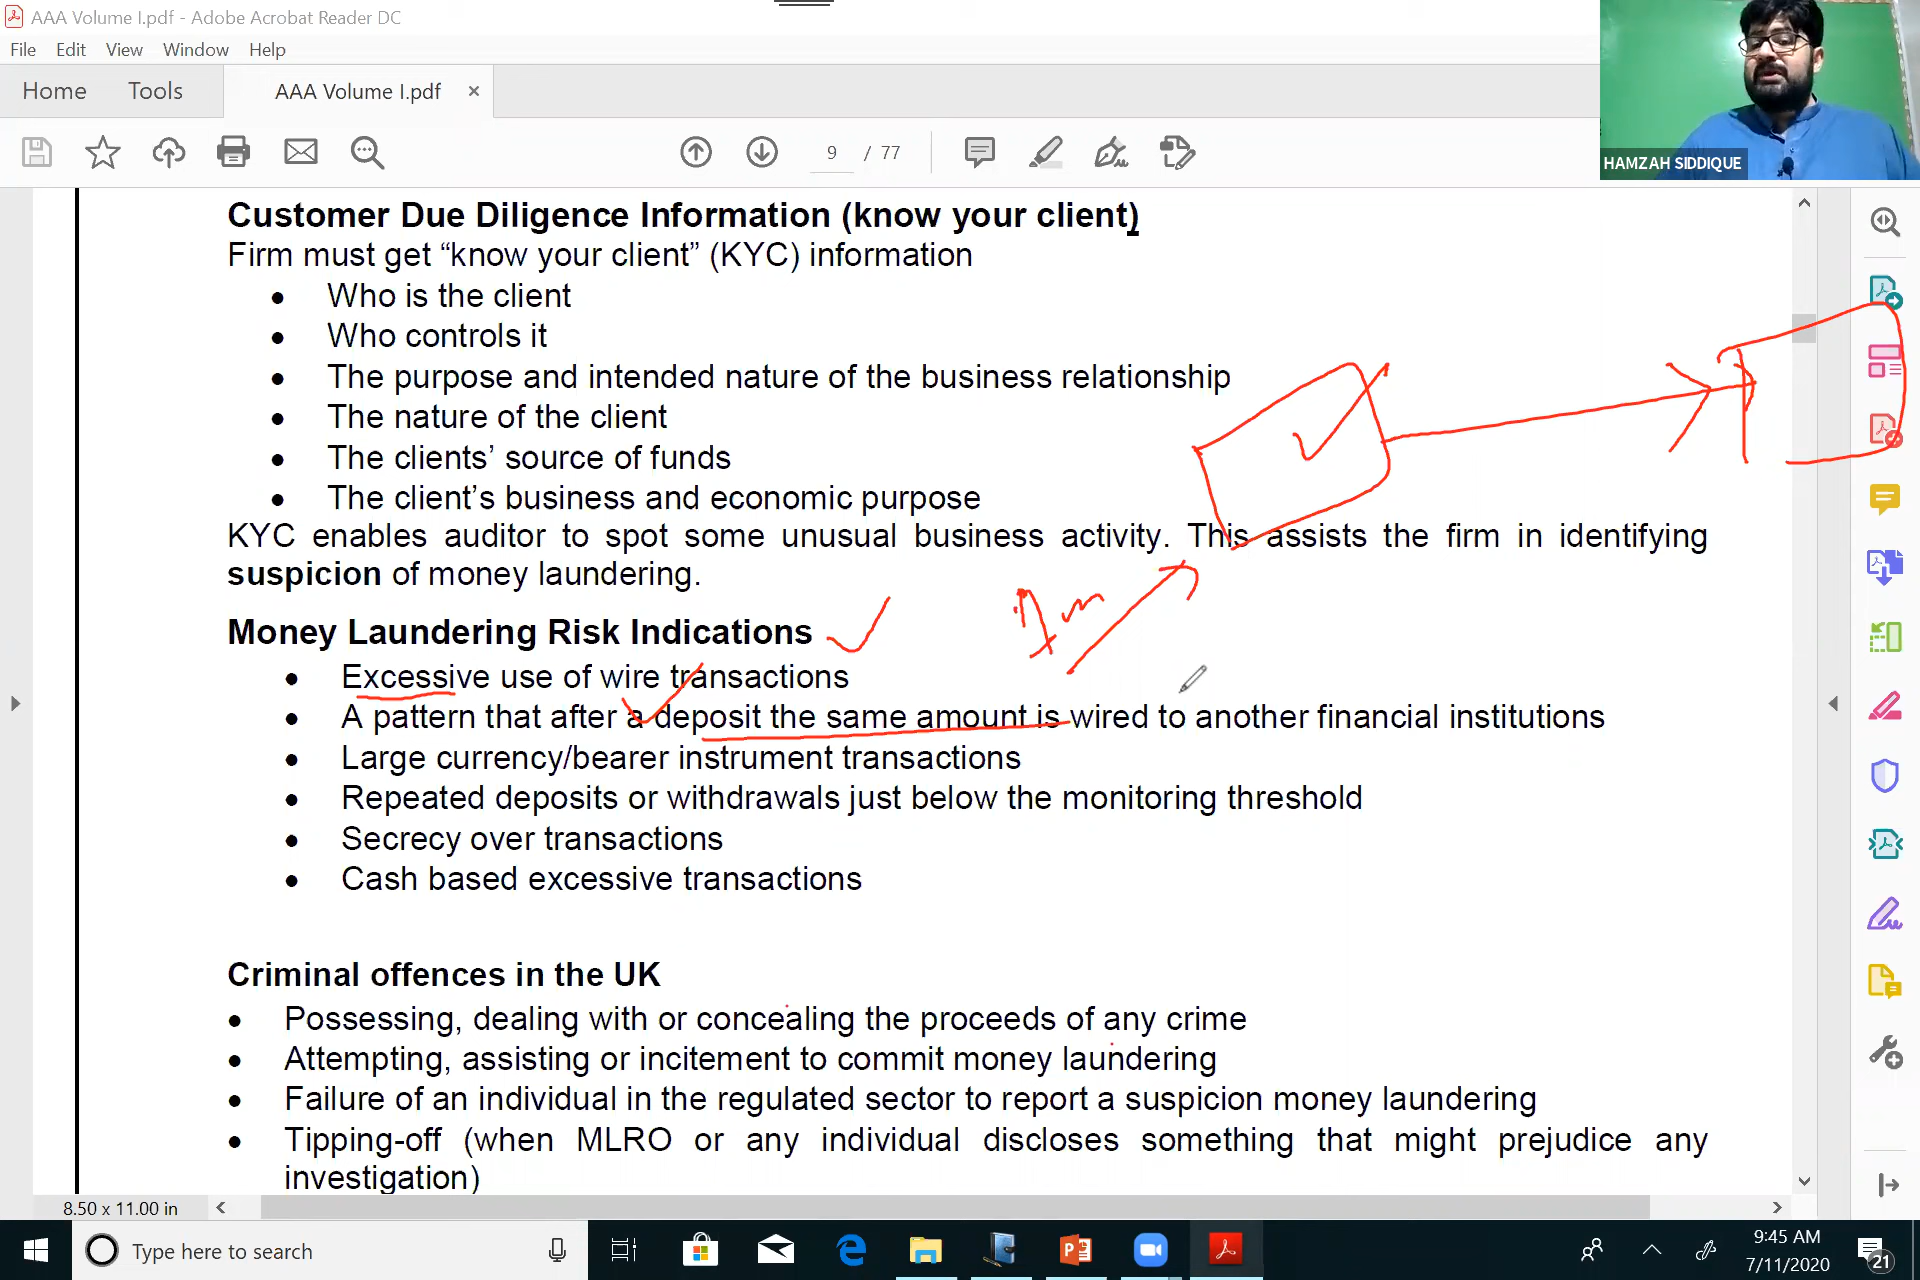 AAA Volume I.pdf - Adobe Acrobat Reader DC
File Edit View Window Help
Home Tools AAA Volume I.pdf ×
9 / 77
HAMZAH SIDDIQUE
Customer Due Diligence Information (know your client)
Firm must get “know your client” (KYC) information
• Who is the client
• Who controls it
• The purpose and intended nature of the business relationship
• The nature of the client
• The clients’ source of funds
• The client’s business and economic purpose
KYC enables auditor to spot some unusual business activity. This assists the firm in identifying
suspicion of money laundering.
1m
Money Laundering Risk Indications
• Excessive use of wire transactions
• A pattern that after a deposit the same amount is wired to another financial institutions
• Large currency/bearer instrument transactions
• Repeated deposits or withdrawals just below the monitoring threshold
• Secrecy over transactions
• Cash based excessive transactions
Criminal offences in the UK
• Possessing, dealing with or concealing the proceeds of any crime
• Attempting, assisting or incitement to commit money laundering
• Failure of an individual in the regulated sector to report a suspicion money laundering
• Tipping-off (when MLRO or any individual discloses something that might prejudice any
investigation)
8.50 x 11.00 in
Type here to search
9:45 AM
7/11/2020
21